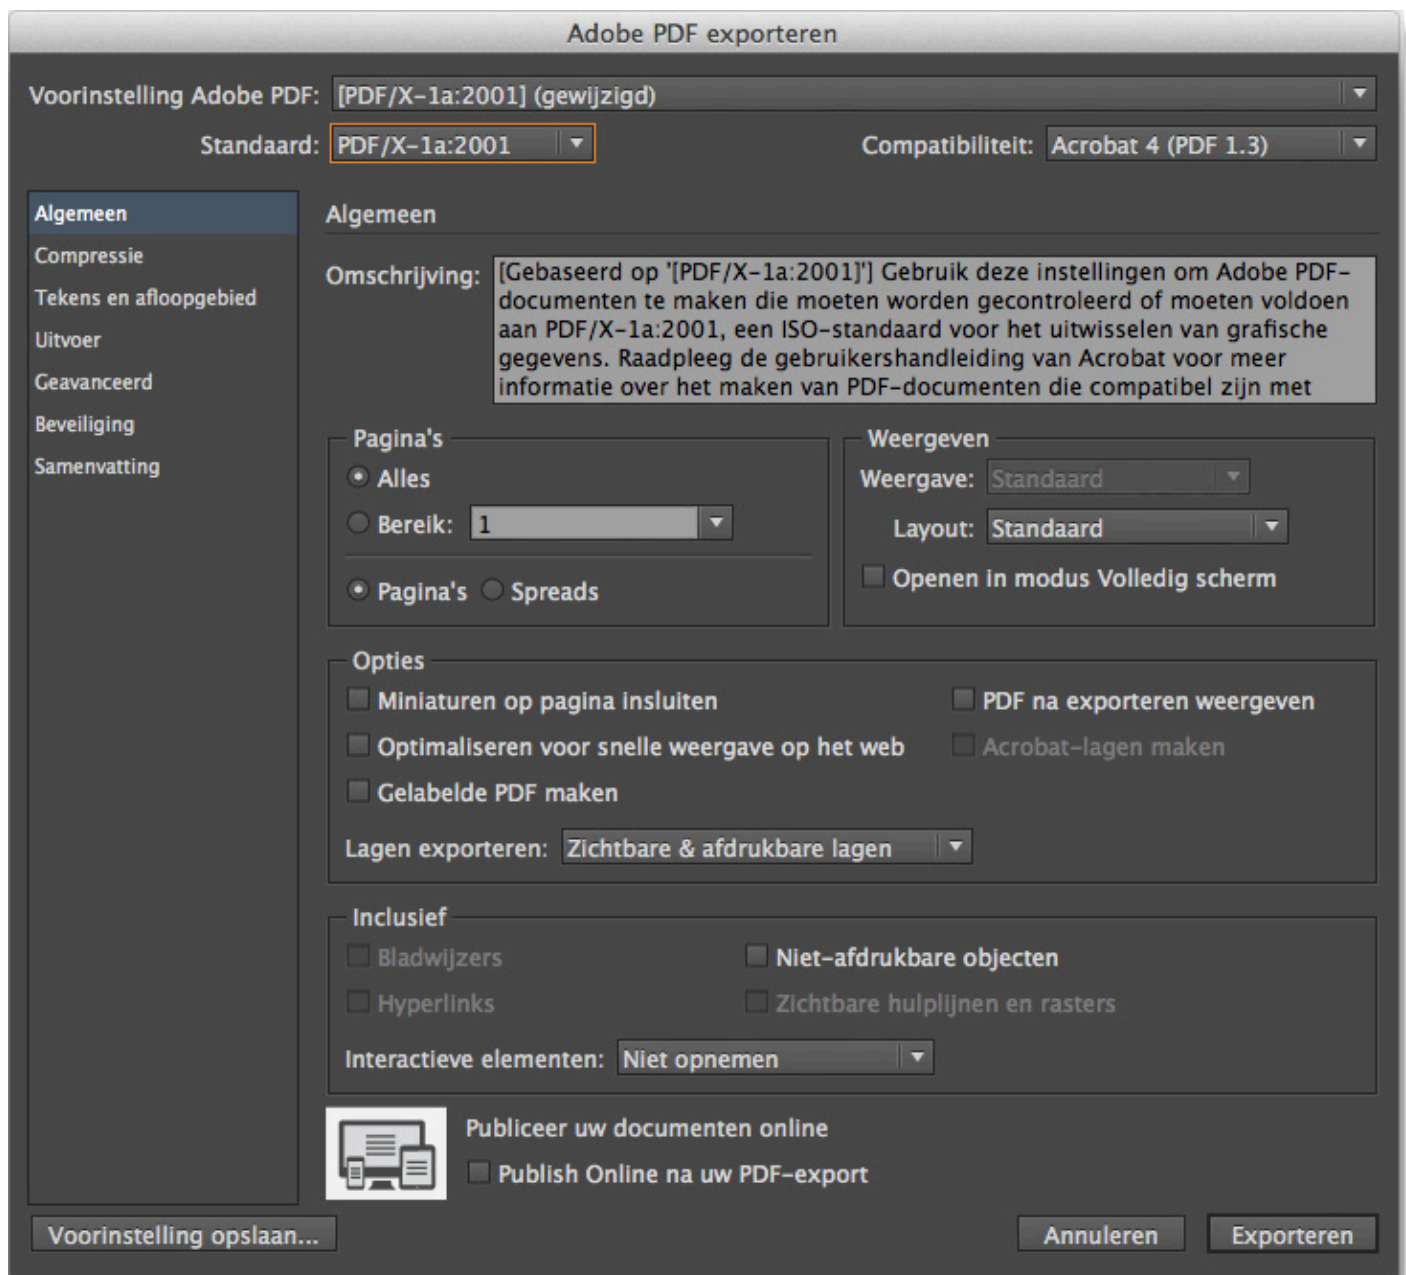 Adobe PDF exporteren
Voorinstelling Adobe PDF: [PDF/X-1a:2001] (gewijzigd)
Standaard: PDF/X-1a:2001 Compatibiliteit: Acrobat 4 (PDF 1.3)
Algemeen
Compressie
Tekens en afloopgebied
Uitvoer
Geavanceerd
Beveiliging
Samenvatting
Algemeen
Omschrijving: [Gebaseerd op '[PDF/X-1a:2001]'] Gebruik deze instellingen om Adobe PDF-
documenten te maken die moeten worden gecontroleerd of moeten voldoen
aan PDF/X-1a:2001, een ISO-standaard voor het uitwisselen van grafische
gegevens. Raadpleeg de gebruikershandleiding van Acrobat voor meer
informatie over het maken van PDF-documenten die compatibel zijn met
Pagina's
Alles
Bereik: 1
Pagina's Spreads
Weergeven
Weergave: Standaard
Layout: Standaard
Openen in modus Volledig scherm
Opties
Miniaturen op pagina insluiten PDF na exporteren weergeven
Optimaliseren voor snelle weergave op het web Acrobat-lagen maken
Gelabelde PDF maken
Lagen exporteren: Zichtbare & afdrukbare lagen
Inclusief
Bladwijzers Niet-afdrukbare objecten
Hyperlinks Zichtbare hulplijnen en rasters
Interactieve elementen: Niet opnemen
Publiceer uw documenten online
Publish Online na uw PDF-export
Voorinstelling opslaan... Annuleren Exporteren